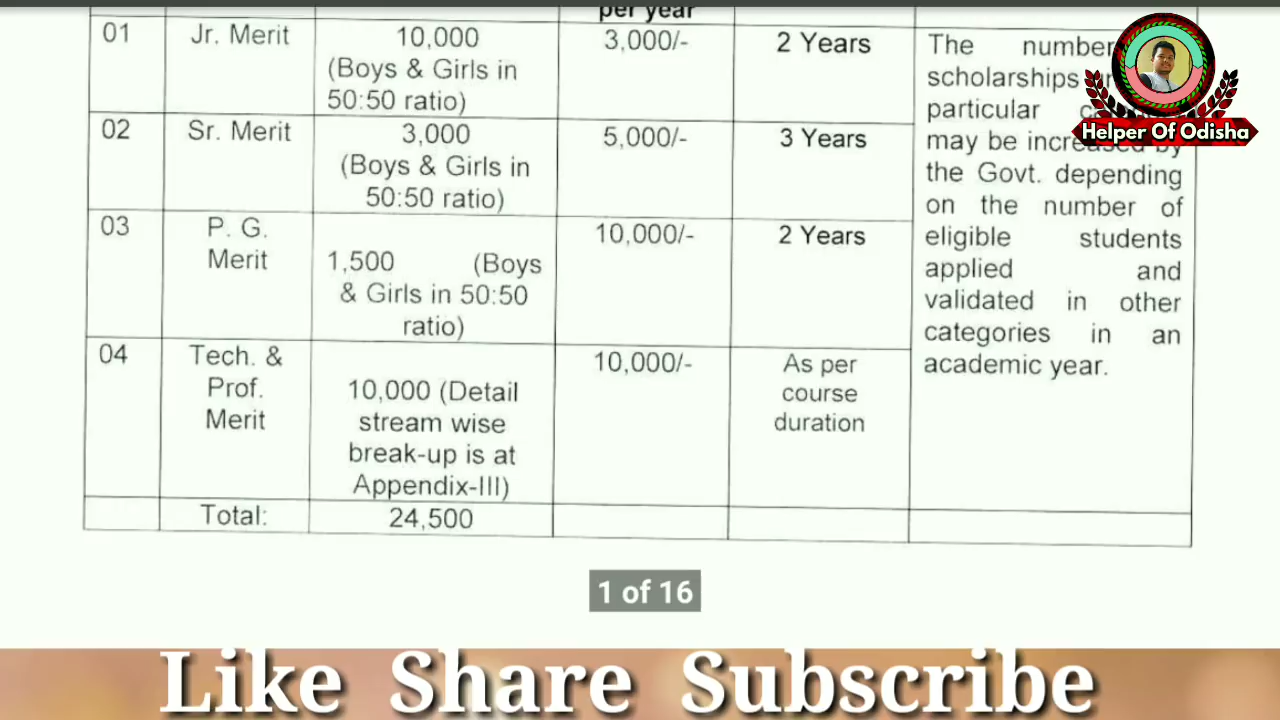 per year
01 Jr. Merit 10,000 3,000/- 2 Years
(Boys & Girls in
50:50 ratio)
02 Sr. Merit 3,000 5,000/- 3 Years
(Boys & Girls in
50:50 ratio)
03 P. G. 10,000/- 2 Years
Merit 1,500 (Boys
& Girls in 50:50
ratio)
04 Tech. & 10,000/- As per
Prof. 10,000 (Detail course
Merit stream wise duration
break-up is at
Appendix-III)
Total: 24,500
The number
scholarships
particular
may be increased by
the Govt. depending
on the number of
eligible students
applied and
validated in other
categories in an
academic year.
Helper Of Odisha
1 of 16
Like Share Subscribe